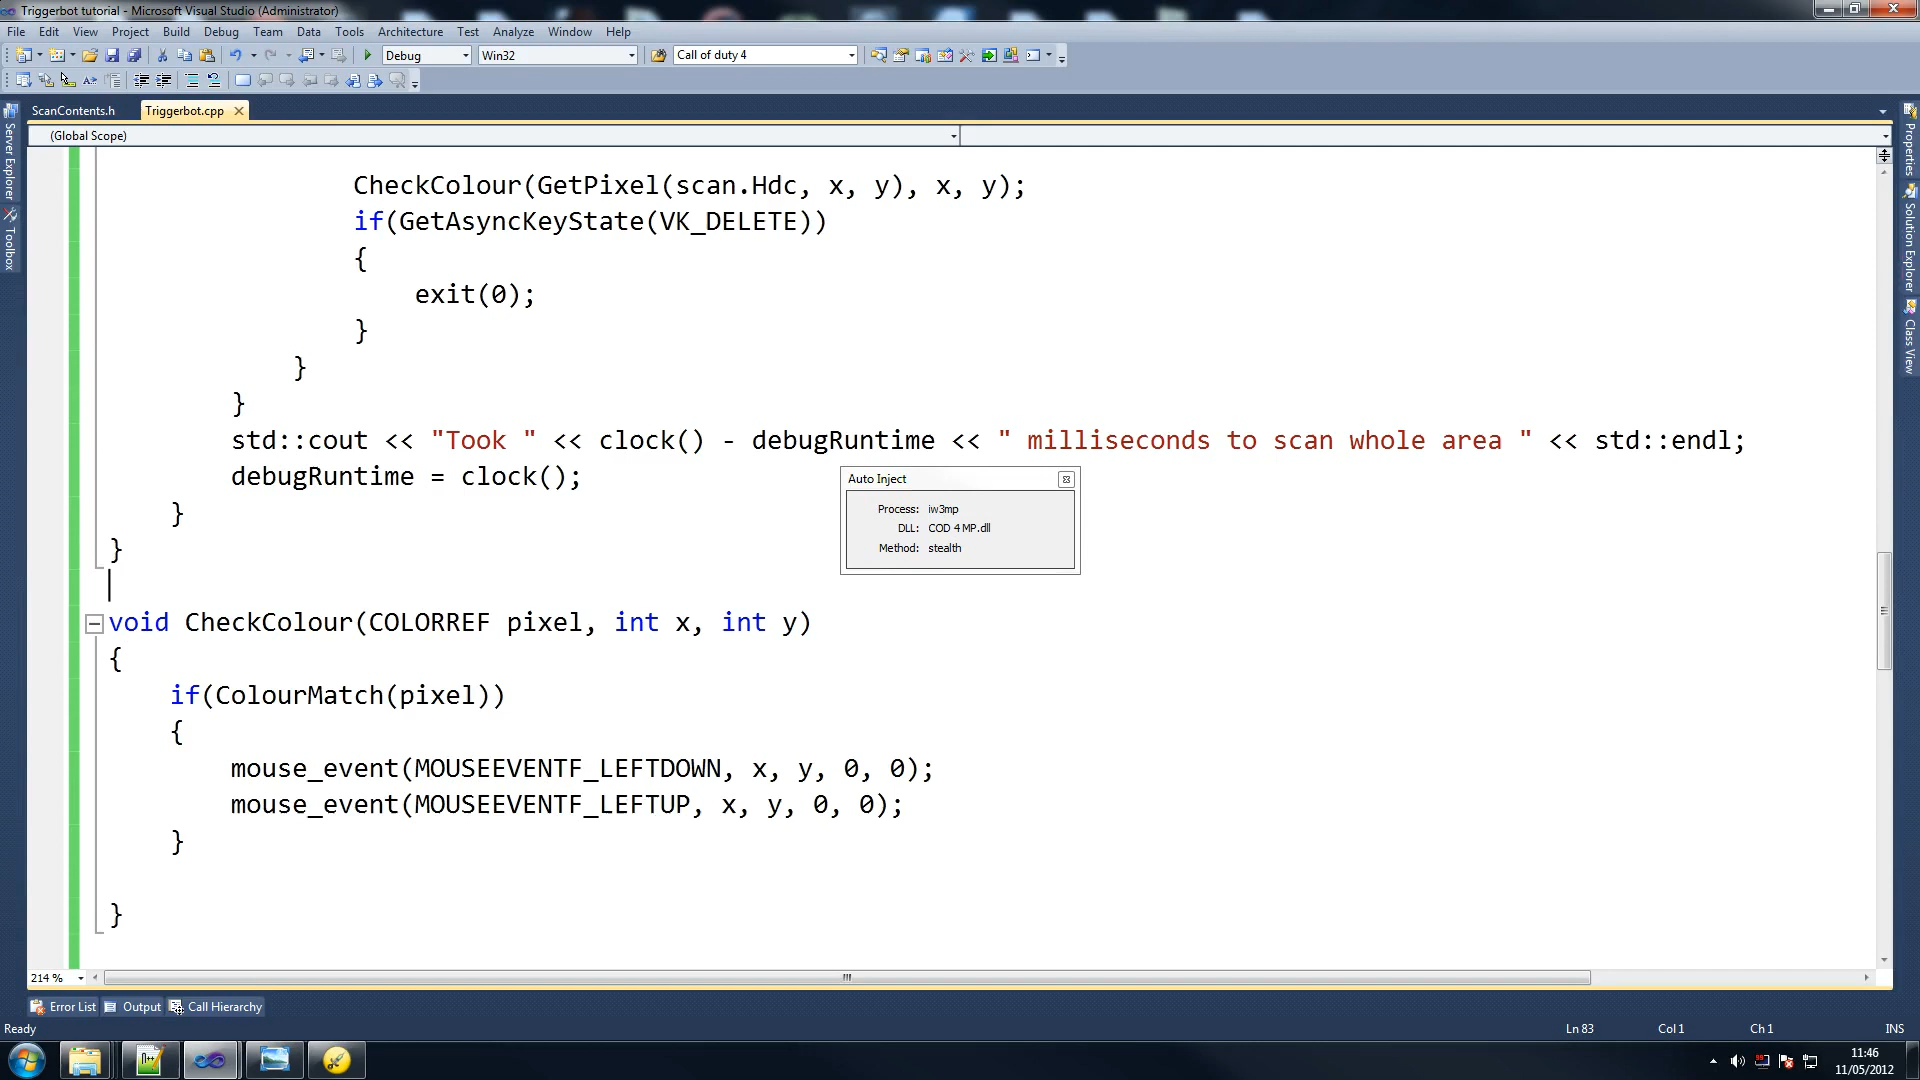 Triggerbot tutorial - Microsoft Visual Studio (Administrator)
File Edit View Project Build Debug Team Data Tools Architecture Test Analyze Window Help
Debug Win32 Call of duty 4
ScanContents.h Triggerbot.cpp
(Global Scope)
Server Explorer
Toolbox
Properties
Solution Explorer
Class View
CheckColour(GetPixel(scan.Hdc, x, y), x, y);
if(GetAsyncKeyState(VK_DELETE))
{
exit(0);
}
}
}
std::cout << "Took " << clock() - debugRuntime << " milliseconds to scan whole area " << std::endl;
debugRuntime = clock();
}
}
Auto Inject
Process: iw3mp
DLL: COD 4 MP.dll
Method: stealth
void CheckColour(COLORREF pixel, int x, int y)
{
if(ColourMatch(pixel))
{
mouse_event(MOUSEEVENTF_LEFTDOWN, x, y, 0, 0);
mouse_event(MOUSEEVENTF_LEFTUP, x, y, 0, 0);
}
}
214 %
Error List Output Call Hierarchy
Ready Ln 83 Col 1 Ch 1 INS
11:46
11/05/2012